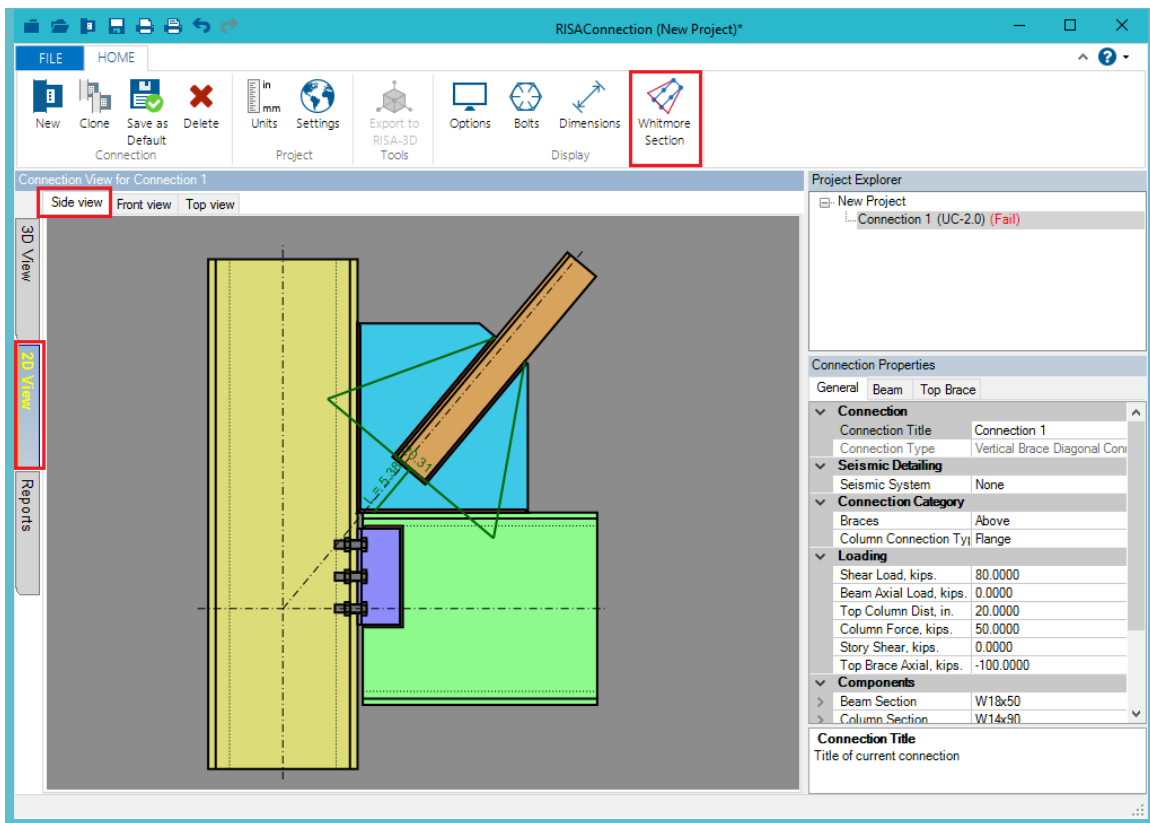 RISAConnection (New Project)*
FILE HOME
in
mm
New Clone Save as Default Delete Units Settings Export to RISA-3D Options Bolts Dimensions Whitmore Section
Connection Project Tools Display
Connection View for Connection 1
Side view Front view Top view
3D View
2D View
Reports
L = 5.38
Project Explorer
New Project
Connection 1 (UC-2.0) (Fail)
Connection Properties
General Beam Top Brace
Connection
Connection Title Connection 1
Connection Type Vertical Brace Diagonal Conn
Seismic Detailing
Seismic System None
Connection Category
Braces Above
Column Connection Typ Flange
Loading
Shear Load, kips. 80.0000
Beam Axial Load, kips. 0.0000
Top Column Dist, in. 20.0000
Column Force, kips. 50.0000
Story Shear, kips. 0.0000
Top Brace Axial, kips. -100.0000
Components
Beam Section W18x50
Column Section W14x90
Connection Title
Title of current connection